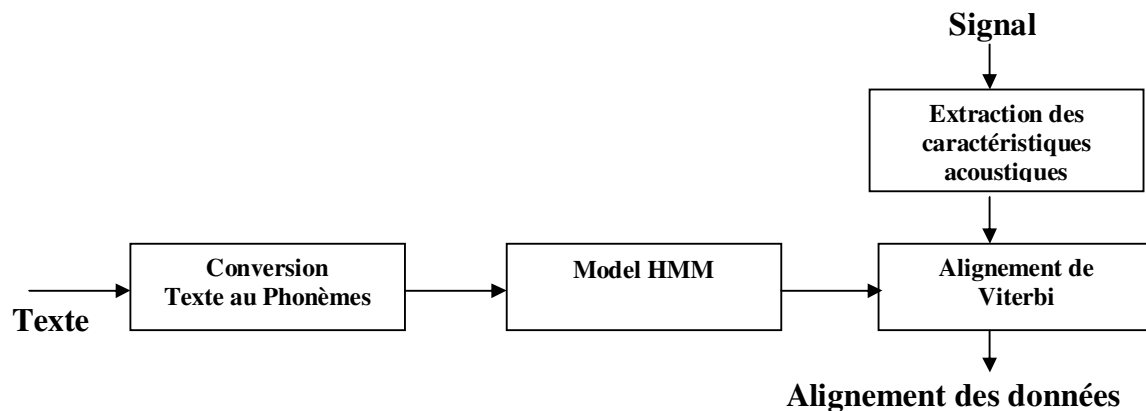 Signal
Extraction des
caractéristiques
acoustiques
Conversion
Texte au Phonèmes
Model HMM
Alignement de
Viterbi
Texte
Alignement des données